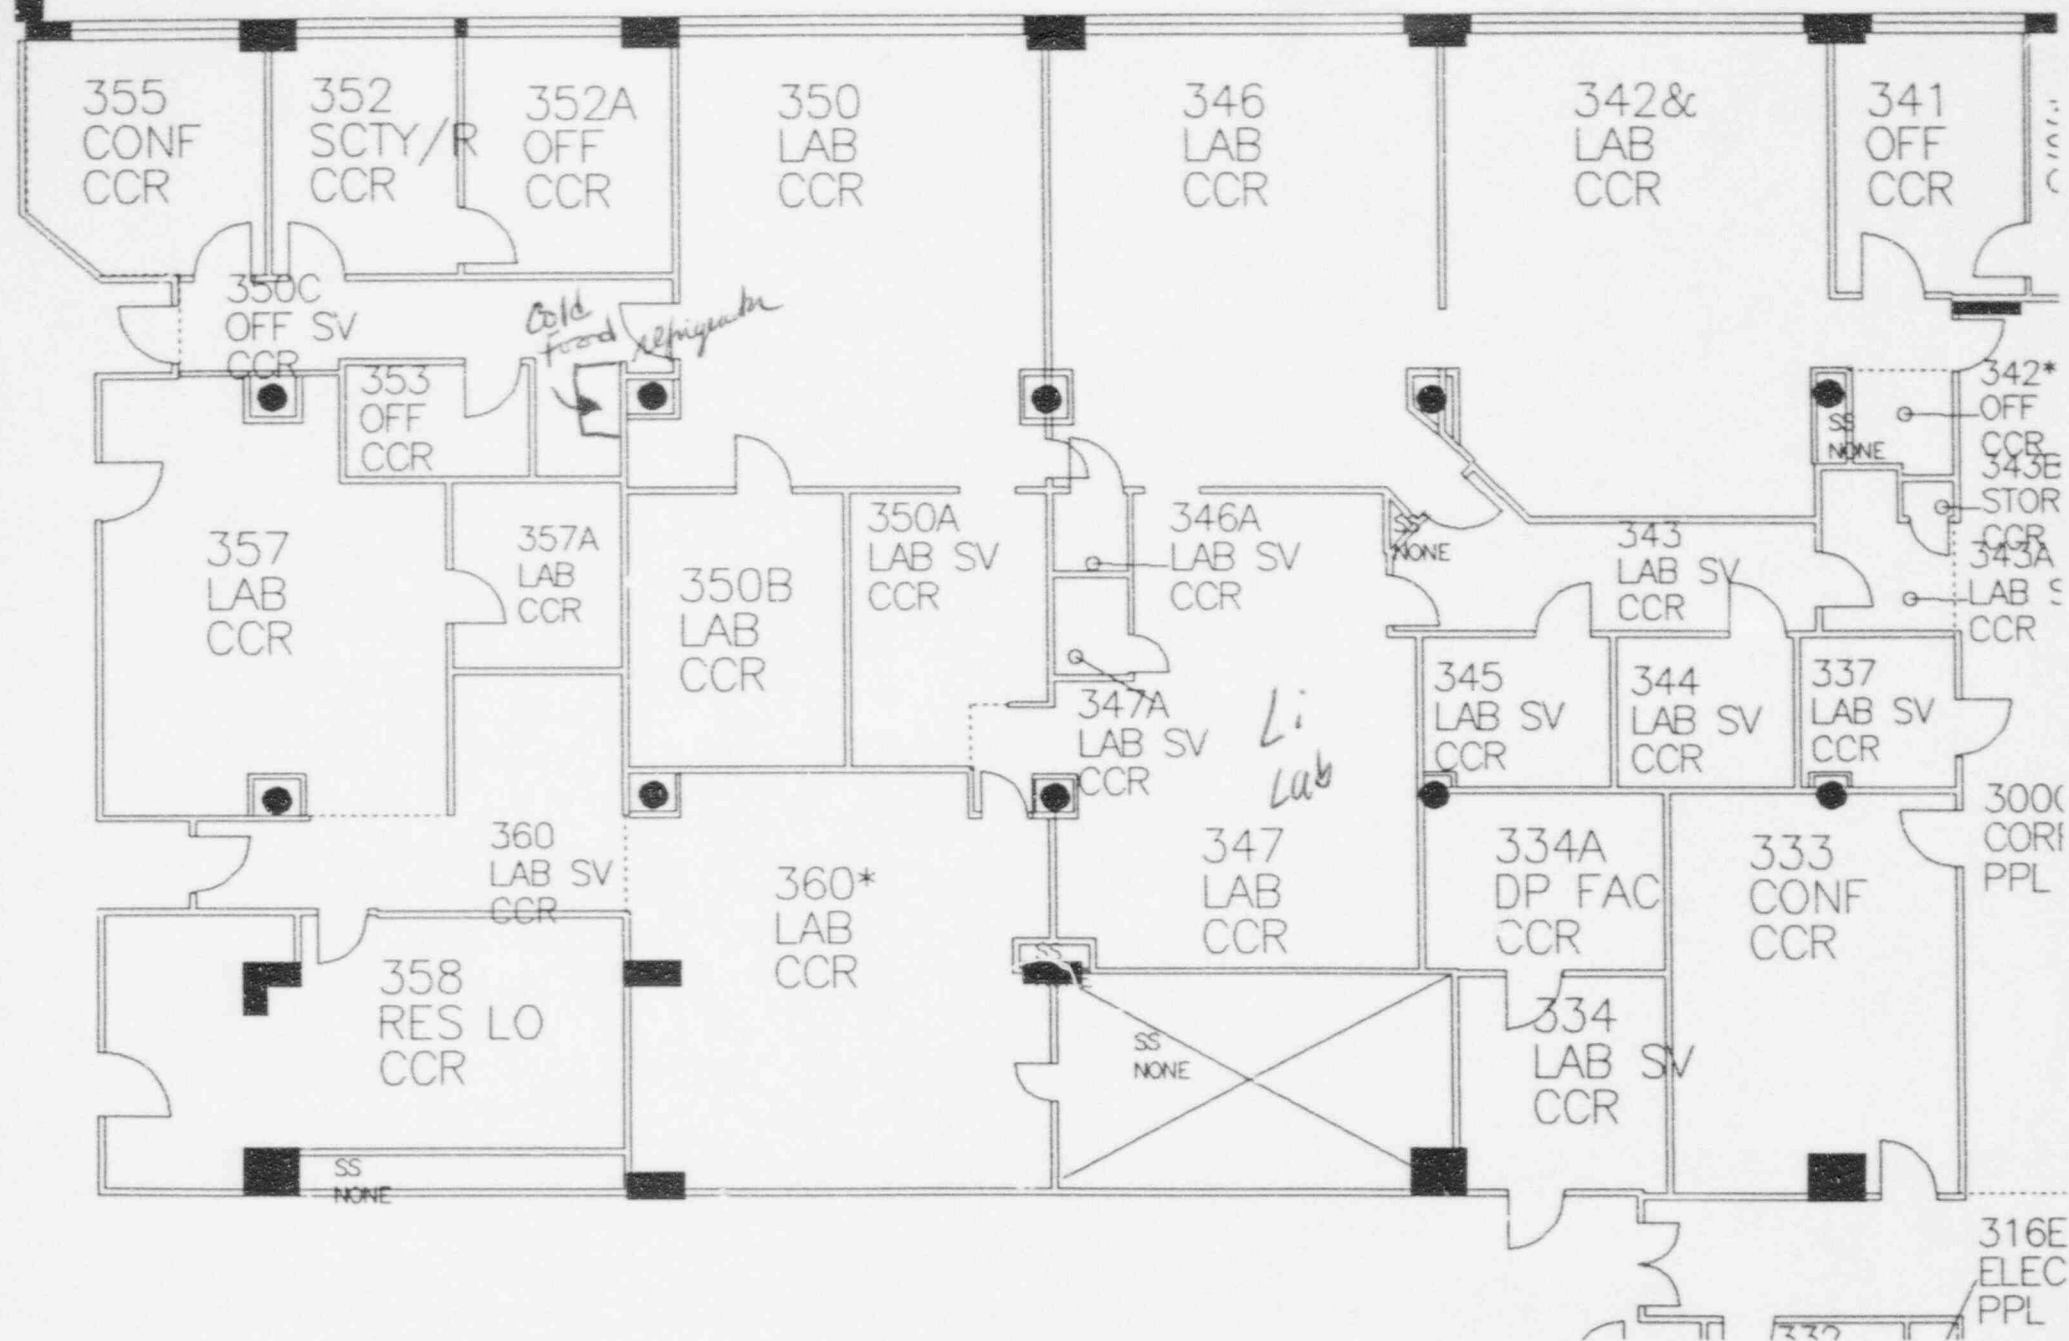 355
CONF
CCR
352
SCTY/R
CCR
352A
OFF
CCR
350
LAB
CCR
346
LAB
CCR
342&
LAB
CCR
341
OFF
CCR
350C
OFF SV
CCR
Cold
Food refrigerator
353
OFF
CCR
SS
NONE
342*
OFF
CCR
343E
STOR
CCR
343A
LAB S
CCR
357
LAB
CCR
357A
LAB
CCR
350B
LAB
CCR
350A
LAB SV
CCR
346A
LAB SV
CCR
SS
NONE
343
LAB SV
CCR
347A
LAB SV
CCR
Li
Lab
345
LAB SV
CCR
344
LAB SV
CCR
337
LAB SV
CCR
360
LAB SV
CCR
360*
LAB
CCR
347
LAB
CCR
334A
DP FAC
CCR
333
CONF
CCR
300
COR
PPL
358
RES LO
CCR
SS
SS
NONE
334
LAB SV
CCR
SS
NONE
316E
ELEC
PPL
332